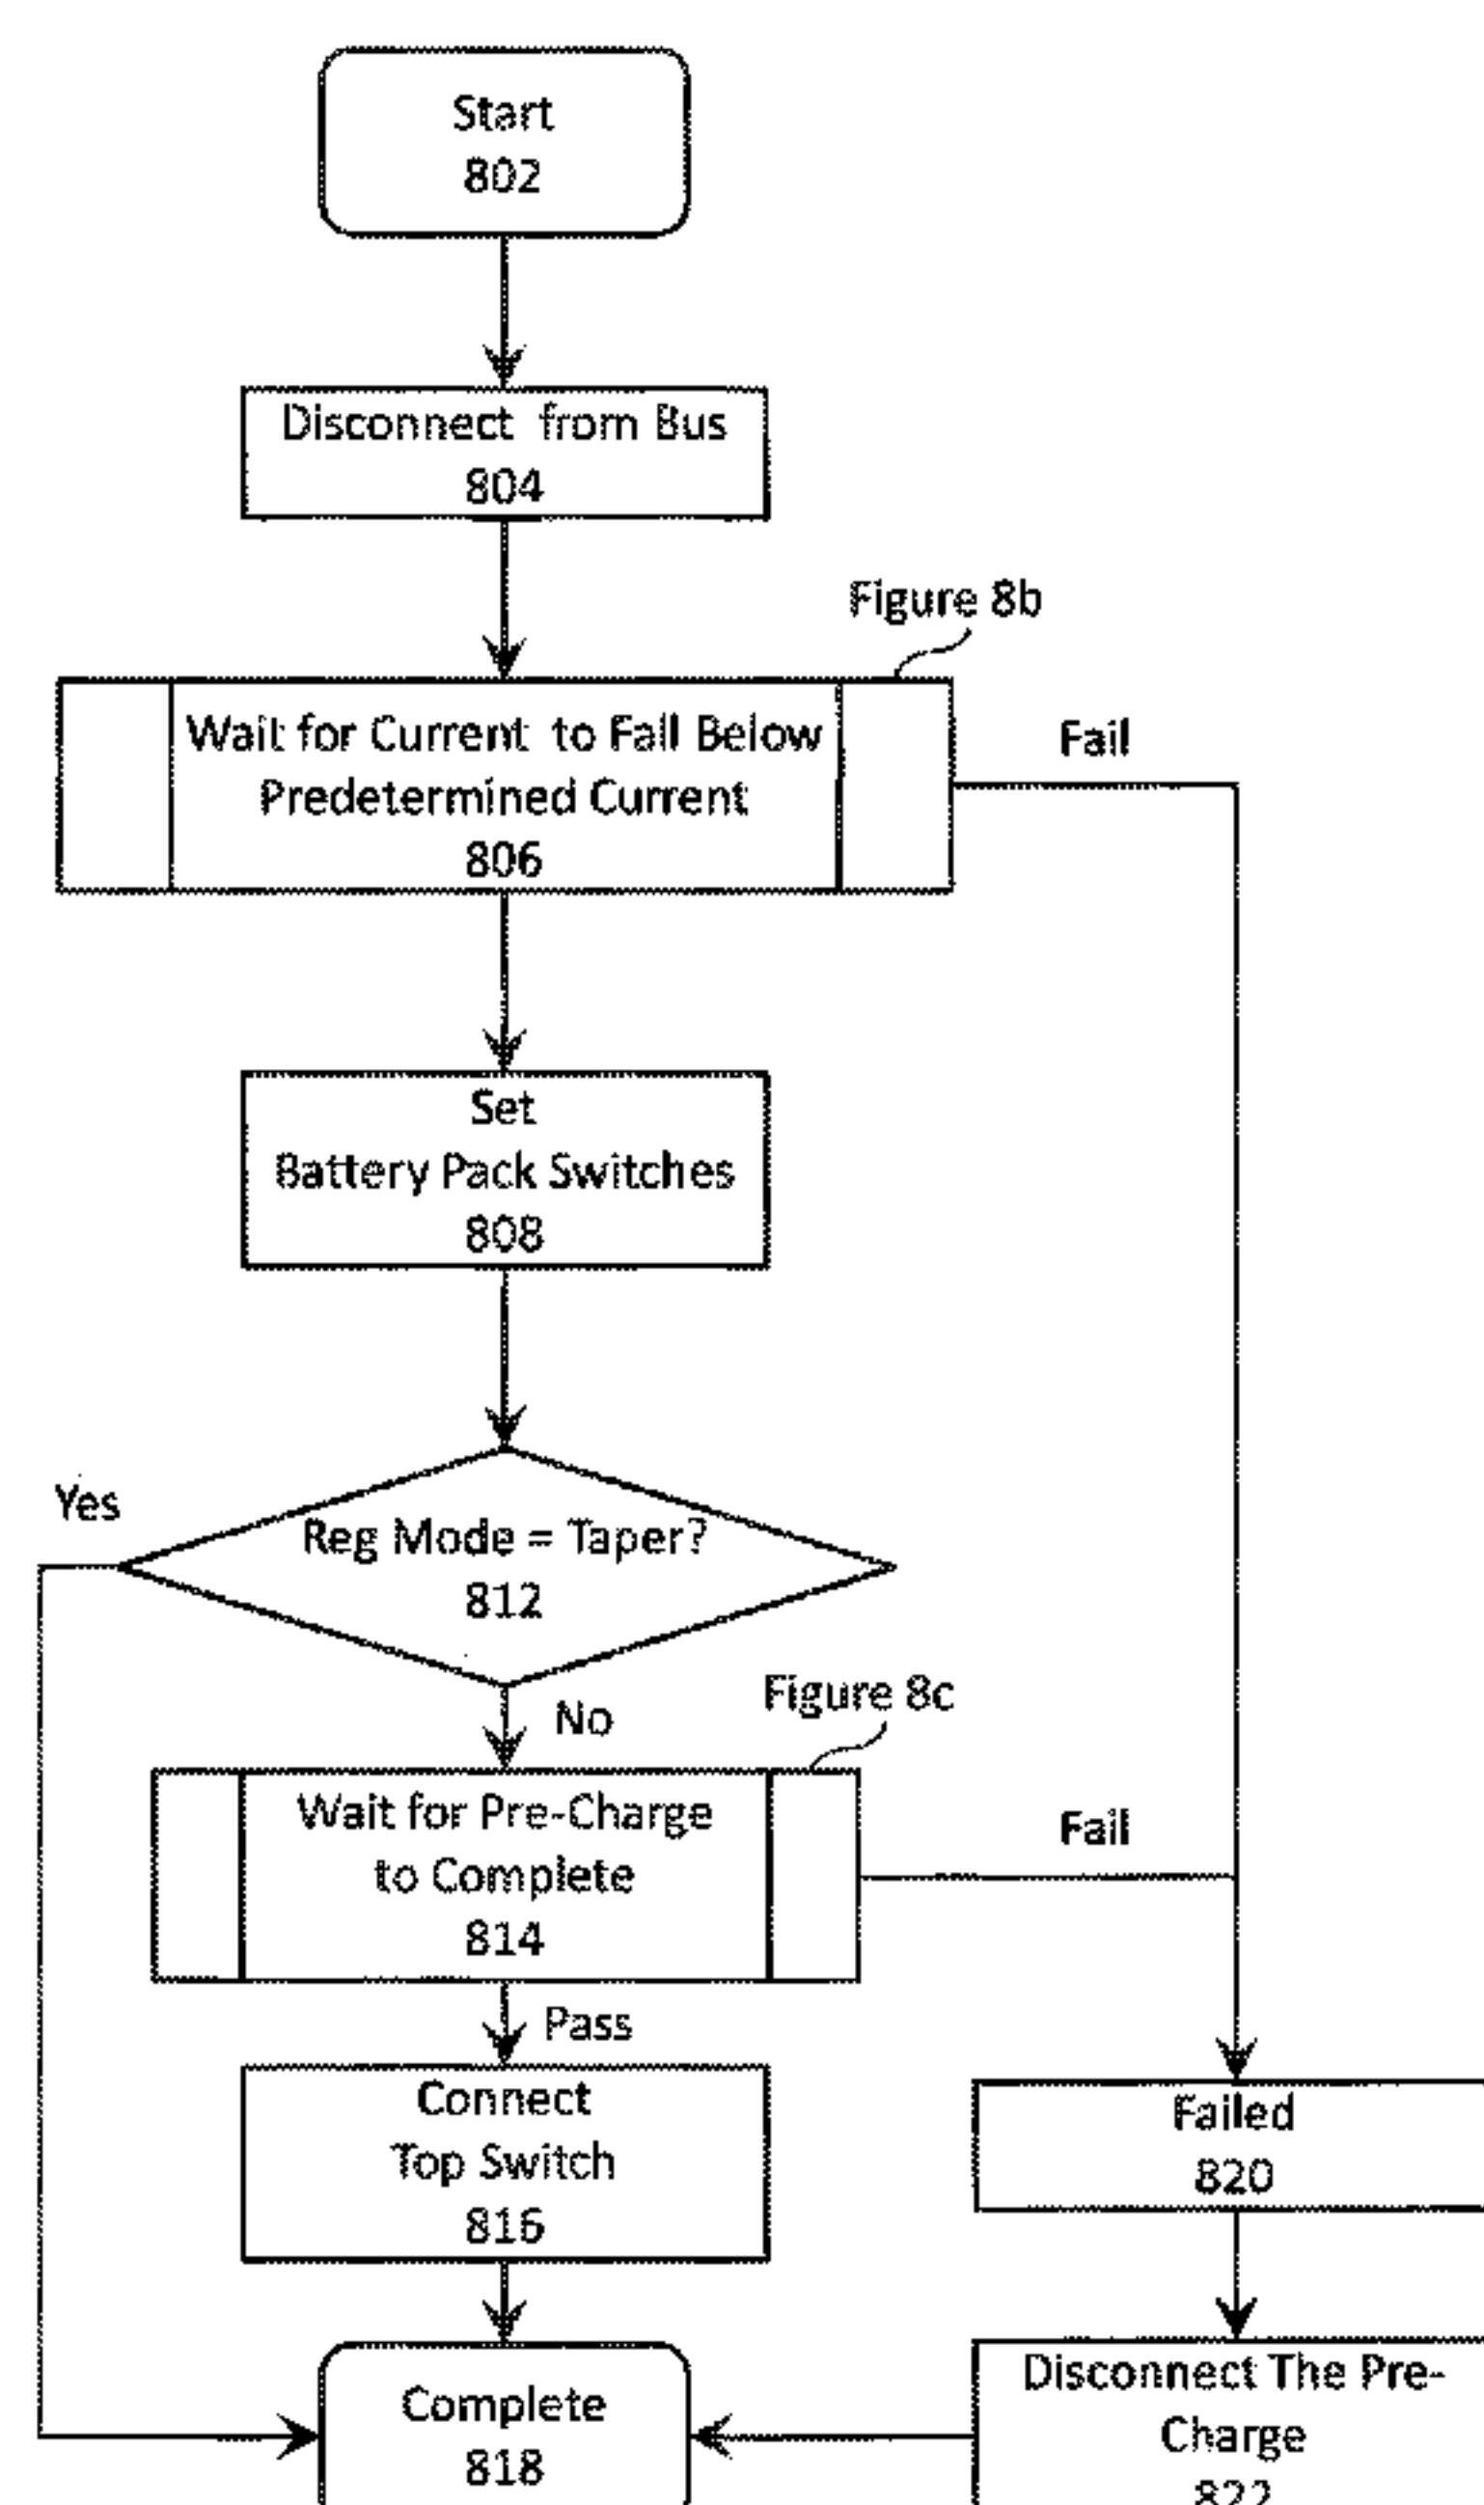 Start
802
Disconnect from Bus
804
Figure 8b
Wait for Current to Fall Below
Predetermined Current
806
Fail
Set
Battery Pack Switches
808
Yes
Reg Mode = Taper?
812
No
Figure 8c
Wait for Pre-Charge
to Complete
814
Fail
Pass
Connect
Top Switch
816
Failed
820
Complete
818
Disconnect The Pre-
Charge
822